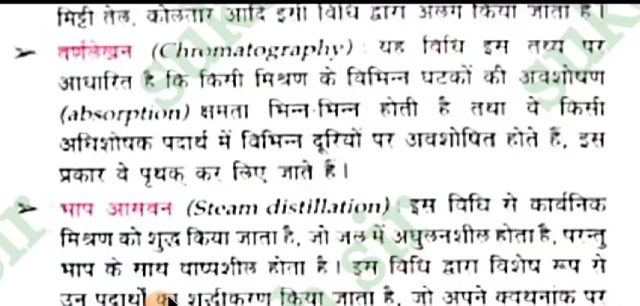 मिट्टी तेल, कोलतार आदि इसी विधि द्वारा अलग किया जाता है।
➢ वर्णलेखन (Chromatography) : यह विधि इस तथ्य पर
आधारित है कि किसी मिश्रण के विभिन्न घटकों की अवशोषण
(absorption) क्षमता भिन्न-भिन्न होती है तथा वे किसी
अधिशोषक पदार्थ में विभिन्न दूरियों पर अवशोषित होते हैं, इस
प्रकार वे पृथक् कर लिए जाते हैं।
➢ भाप आसवन (Steam distillation) : इस विधि से कार्बनिक
मिश्रण को शुद्ध किया जाता है, जो जल में अघुलनशील होता है, परन्तु
भाप के साथ वाष्पशील होता है। इस विधि द्वारा विशेष रूप से
उन पदार्थों का शुद्धीकरण किया जाता है, जो अपने क्वथनांक पर